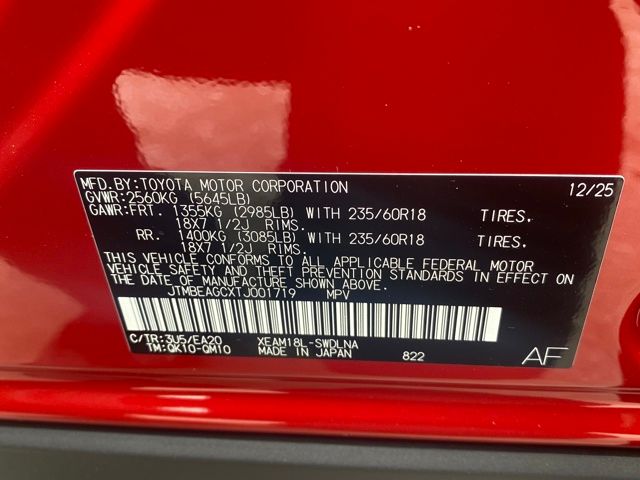 MFD.BY:TOYOTA MOTOR CORPORATION 12/25
GVWR:2560KG (5645LB)
GAWR:FRT. 1355KG (2985LB) WITH 235/60R18 TIRES.
18X7 1/2J RIMS.
RR. 1400KG (3085LB) WITH 235/60R18 TIRES.
18X7 1/2J RIMS.
THIS VEHICLE CONFORMS TO ALL APPLICABLE FEDERAL MOTOR
VEHICLE SAFETY AND THEFT PREVENTION STANDARDS IN EFFECT ON
THE DATE OF MANUFACTURE SHOWN ABOVE.
JTMBEAGCXTJ001719 MPV
C/TR:3U5/EA20 XEAM18L-SWDLNA
TM:QK10-QM10 MADE IN JAPAN 822 AF